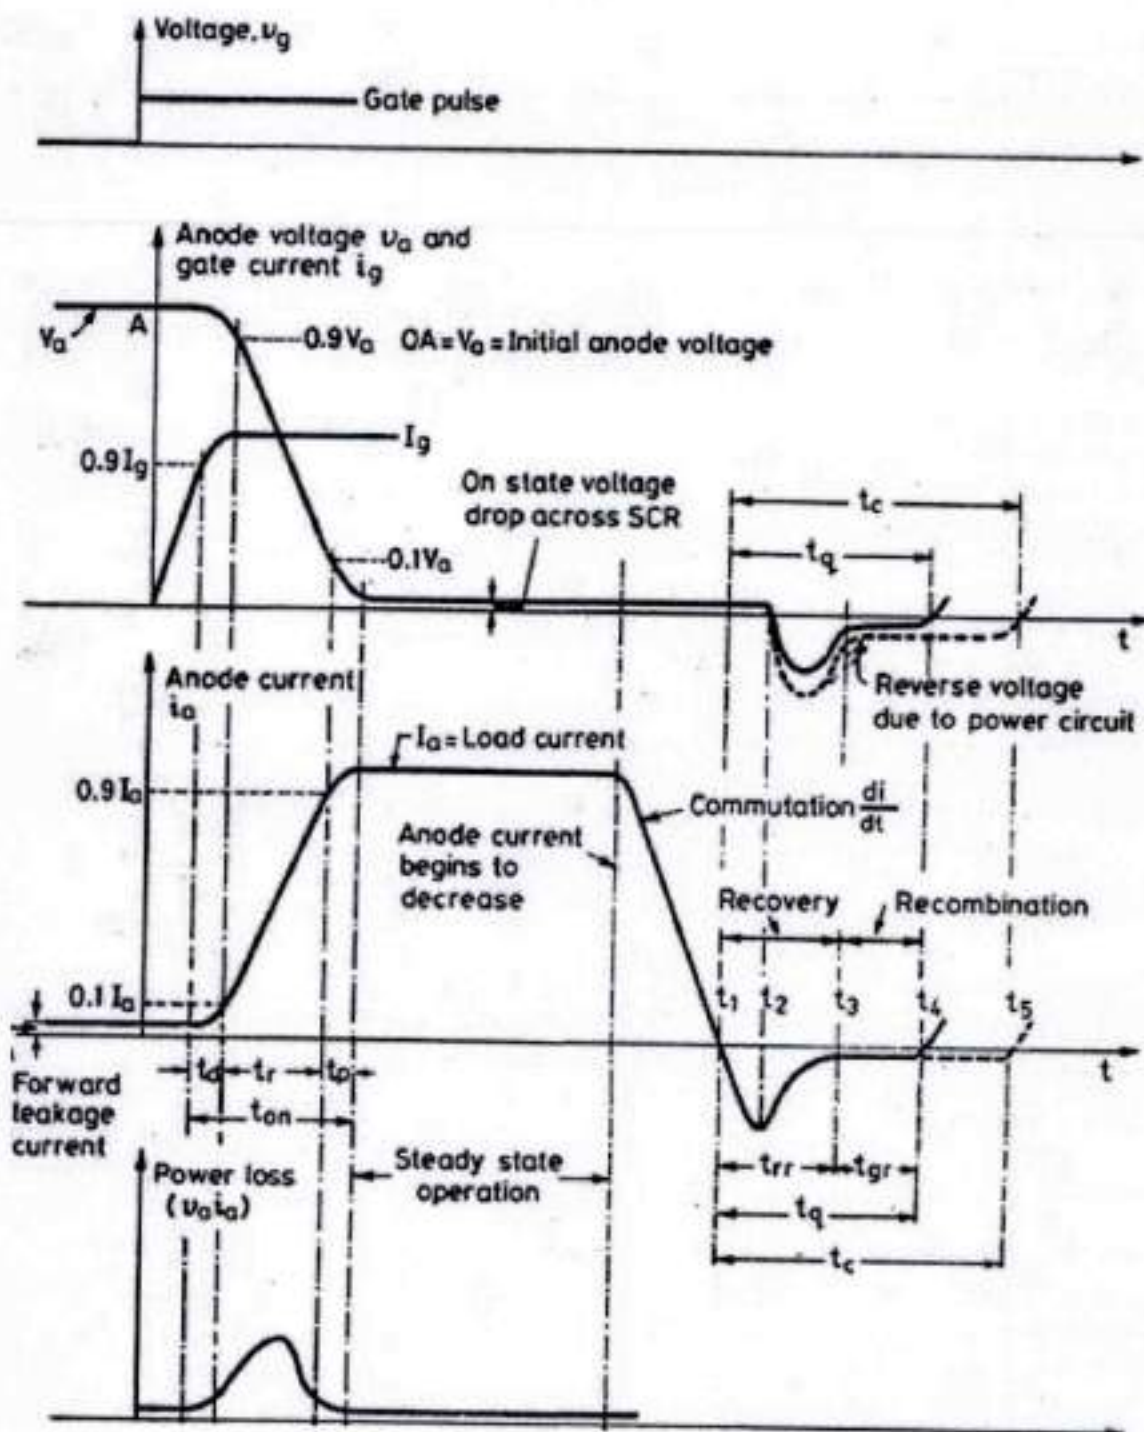 Voltage, υg
Gate pulse
Anode voltage υa and
gate current ig
Va
A
0.9Va OA = Va = Initial anode voltage
Ig
0.9Ig
On state voltage
drop across SCR
tc
tq
0.1Va
t
Anode current
ia
Reverse voltage
due to power circuit
Ia = Load current
0.9Ia
Commutation di/dt
Anode current
begins to
decrease
Recovery
Recombination
0.1Ia
t1 t2 t3 t4 t5
t
td tr tp
Forward
leakage
current
ton
trr tgr
Power loss
(υa ia)
Steady state
operation
tq
tc